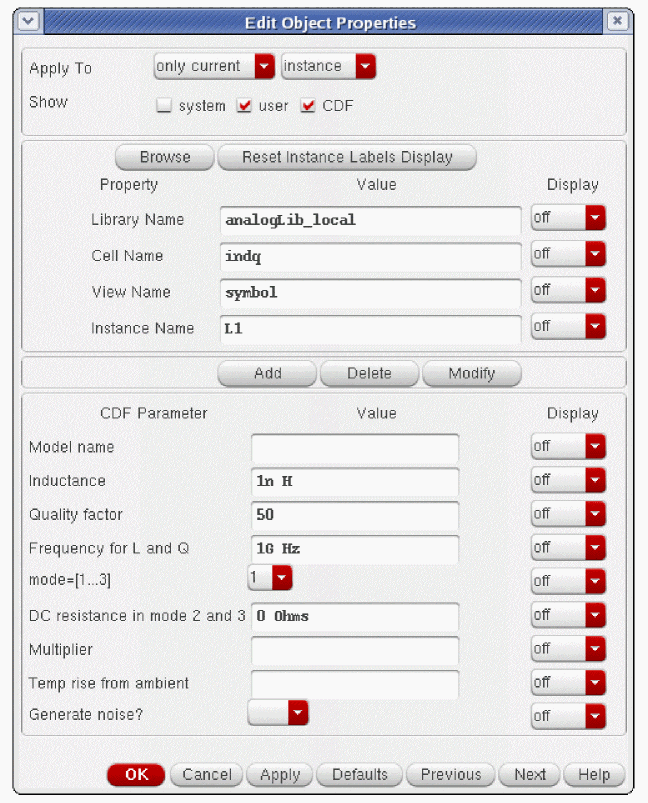 Edit Object Properties
Apply To only current instance
Show system user CDF
Browse Reset Instance Labels Display
Property Value Display
Library Name analogLib_local off
Cell Name indq off
View Name symbol off
Instance Name L1 off
Add Delete Modify
CDF Parameter Value Display
Model name off
Inductance 1n H off
Quality factor 50 off
Frequency for L and Q 1G Hz off
mode=[1...3] 1 off
DC resistance in mode 2 and 3 0 Ohms off
Multiplier off
Temp rise from ambient off
Generate noise? off
OK Cancel Apply Defaults Previous Next Help